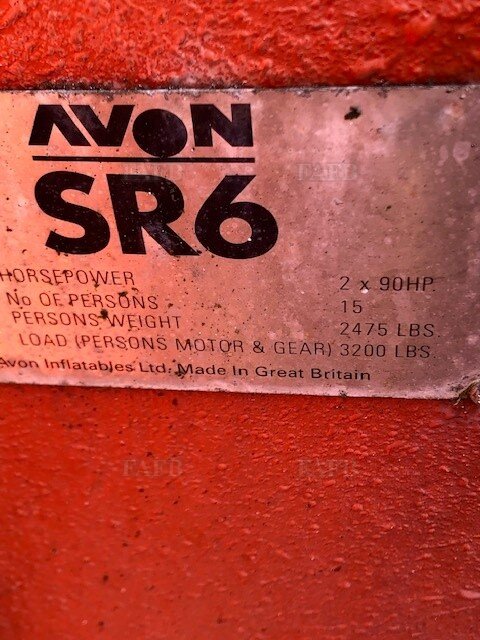 AVON
SR6
HORSEPOWER 2 x 90HP.
No OF PERSONS 15
PERSONS WEIGHT 2475 LBS.
LOAD (PERSONS MOTOR & GEAR) 3200 LBS.
Avon Inflatables Ltd. Made In Great Britain